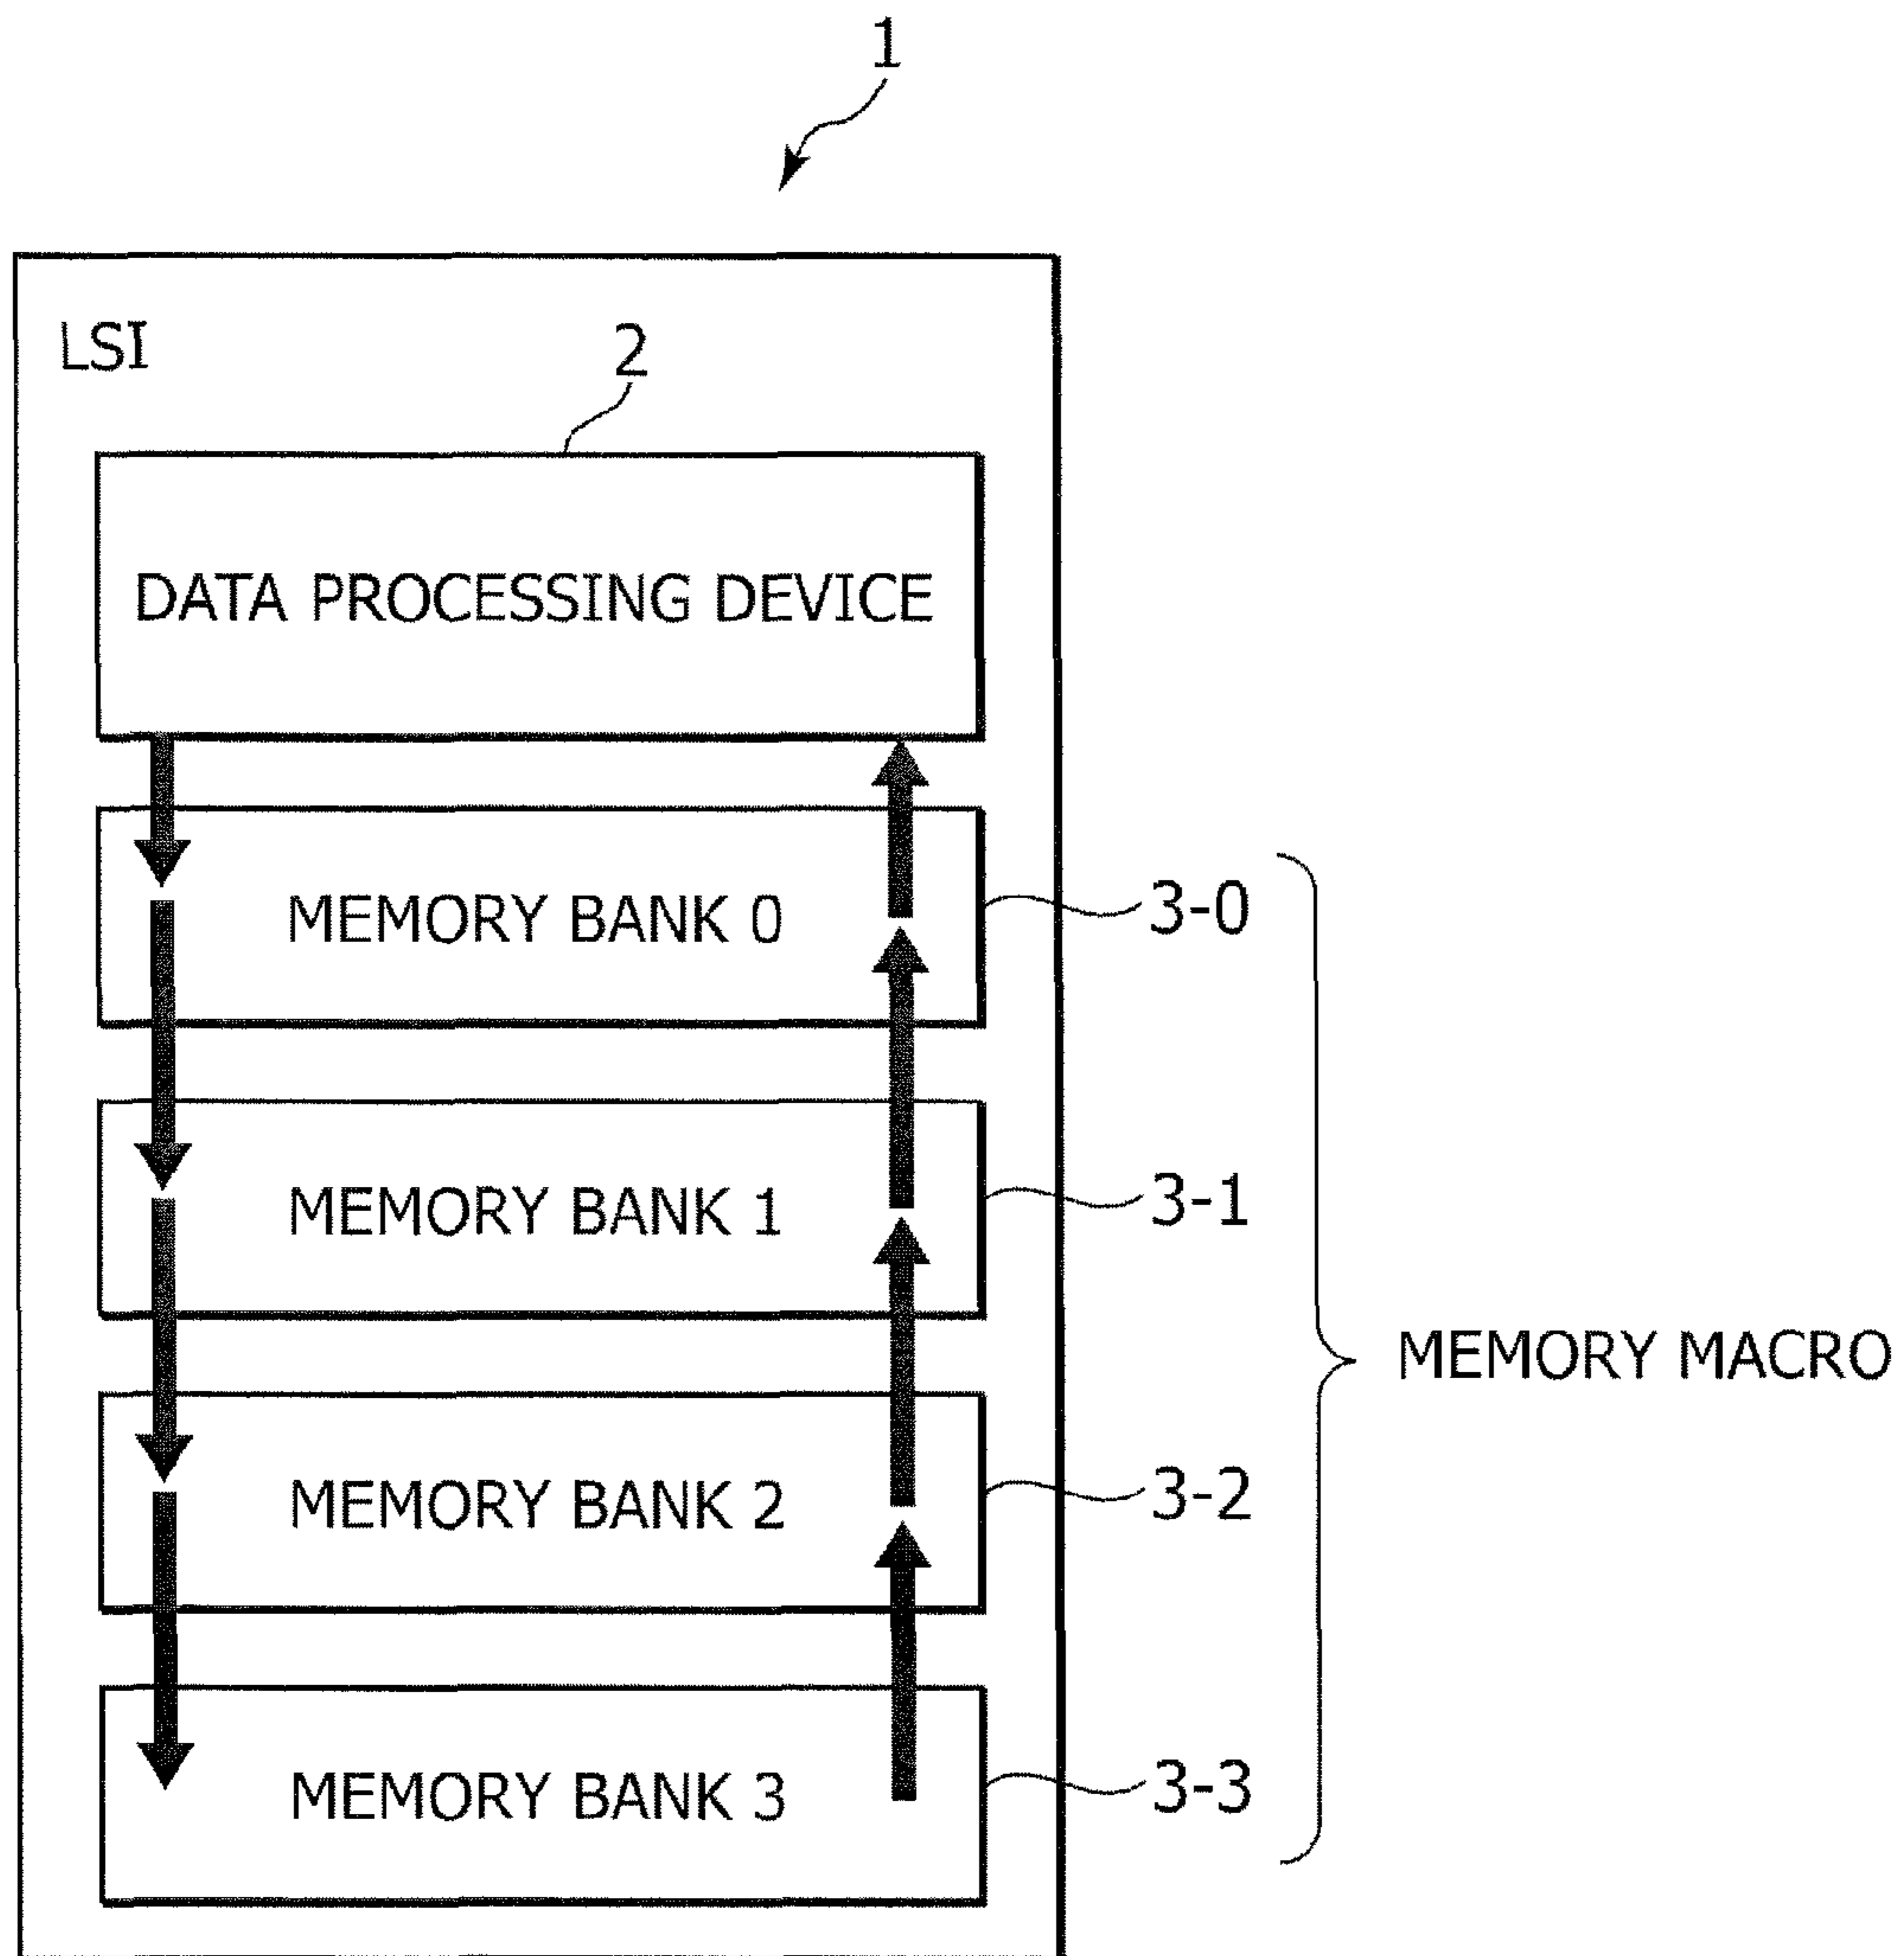 1
LSI
2
DATA PROCESSING DEVICE
MEMORY BANK 0
3-0
MEMORY BANK 1
3-1
MEMORY MACRO
MEMORY BANK 2
3-2
MEMORY BANK 3
3-3